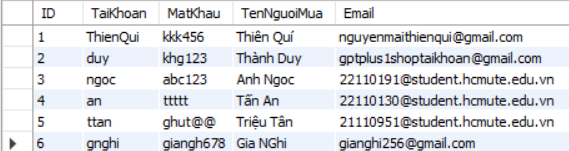 ID TaiKhoan MatKhau TenNguoiMua Email
1 ThienQui kkk456 Thiên Quí nguyenmaithienqui@gmail.com
2 duy khg123 Thành Duy gptplus1shoptaikhoan@gmail.com
3 ngoc abc123 Anh Ngoc 22110191@student.hcmute.edu.vn
4 an ttttt Tấn An 22110130@student.hcmute.edu.vn
5 ttan ghut@@ Triệu Tân 21110951@student.hcmute.edu.vn
6 gnghi giangh678 Gia NGhi gianghi256@gmail.com